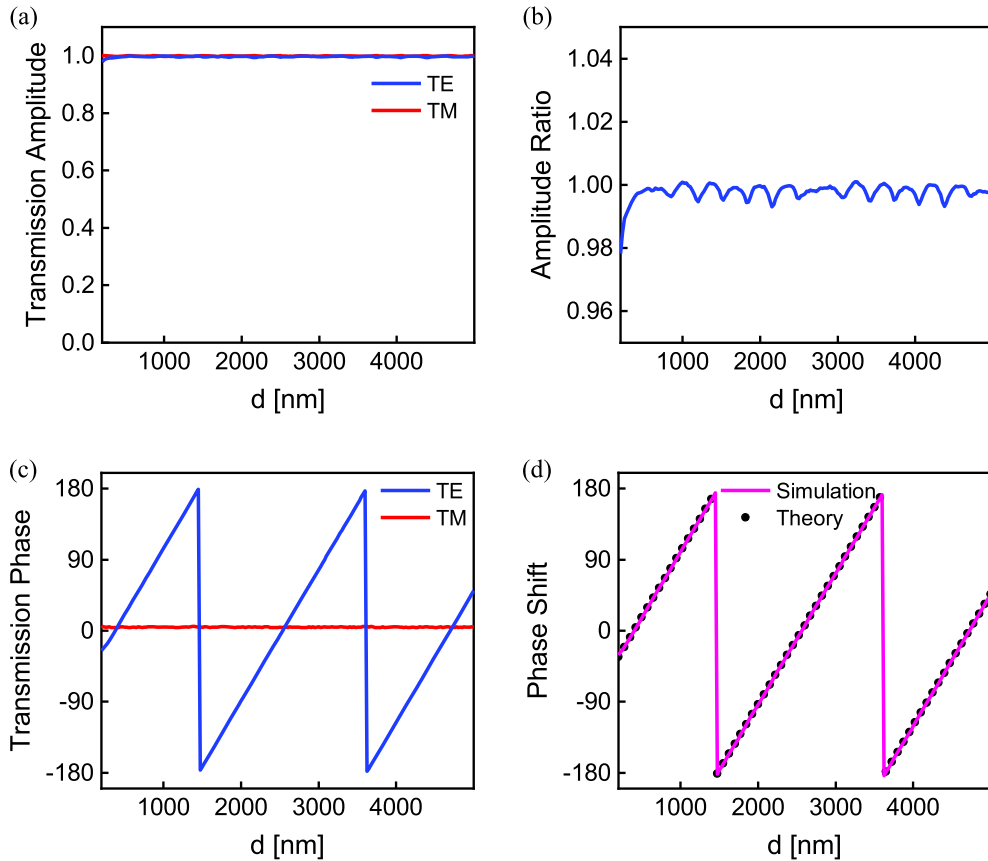 (a)
Transmission Amplitude
1.0
0.8
0.6
0.4
0.2
0.0
TE
TM
1000 2000 3000 4000
d [nm]
(b)
Amplitude Ratio
1.04
1.02
1.00
0.98
0.96
1000 2000 3000 4000
d [nm]
(c)
Transmission Phase
180
90
0
-90
-180
TE
TM
1000 2000 3000 4000
d [nm]
(d)
Phase Shift
180
90
0
-90
-180
Simulation
Theory
1000 2000 3000 4000
d [nm]